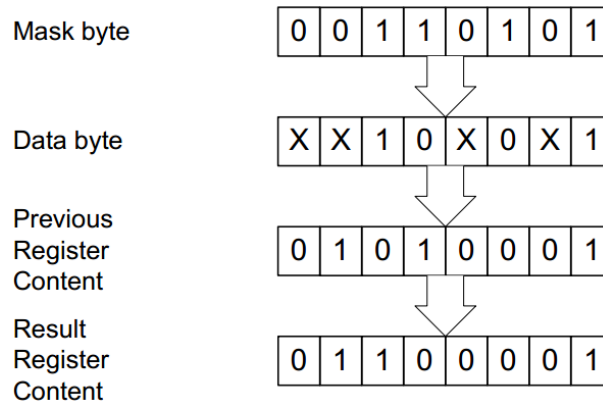 Mask byte 0 0 1 1 0 1 0 1
Data byte X X 1 0 X 0 X 1
Previous
Register 0 1 0 1 0 0 0 1
Content
Result
Register 0 1 1 0 0 0 0 1
Content